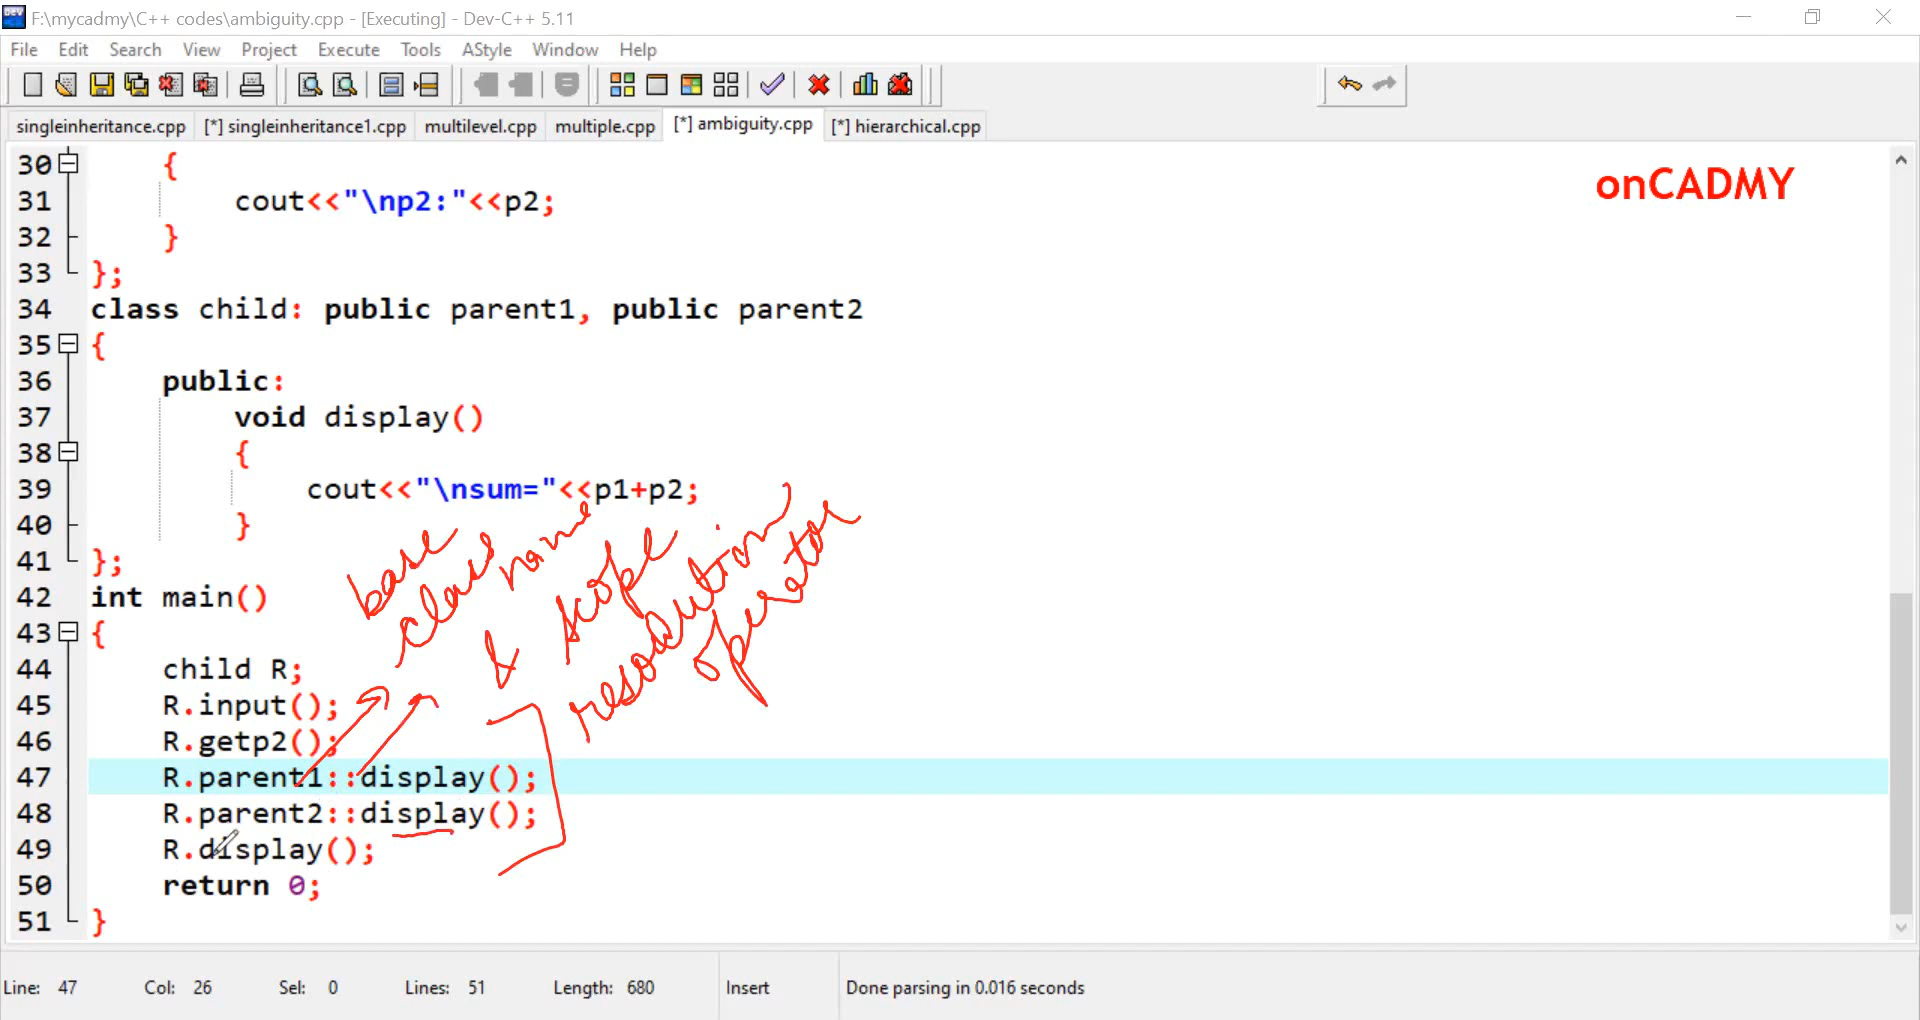 F:\mycadmy\C++ codes\ambiguity.cpp - [Executing] - Dev-C++ 5.11
File Edit Search View Project Execute Tools AStyle Window Help
singleinheritance.cpp [*] singleinheritance1.cpp multilevel.cpp multiple.cpp [*] ambiguity.cpp [*] hierarchical.cpp
onCADMY
30 {
31 cout<<"\np2:"<<p2;
32 }
33 };
34 class child: public parent1, public parent2
35 {
36 public:
37 void display()
38 {
39 cout<<"\nsum="<<p1+p2;
40 }
41 };
42 int main()
43 {
44 child R;
45 R.input();
46 R.getp2();
47 R.parent1::display();
48 R.parent2::display();
49 R.display();
50 return 0;
51 }
base
class name
& scope
resolution
operator
Line: 47 Col: 26 Sel: 0 Lines: 51 Length: 680 Insert Done parsing in 0.016 seconds